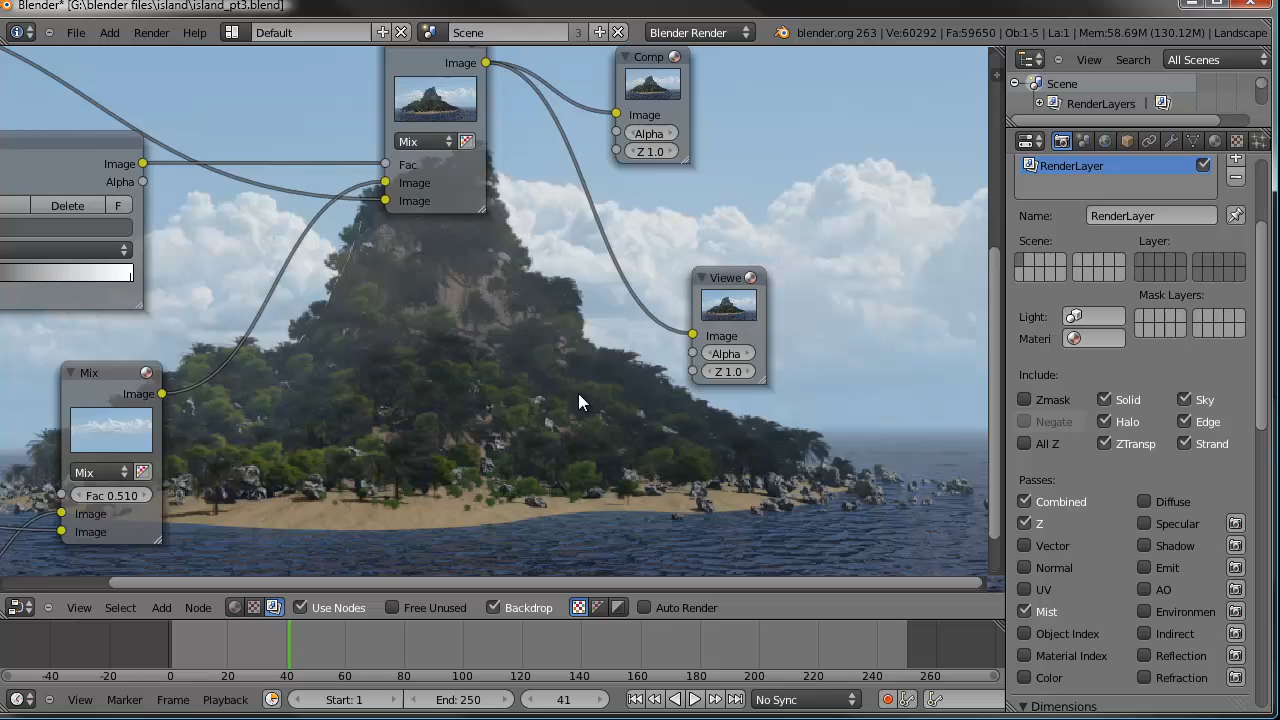 Blender* [G:\blender files\island\island_pt3.blend]
File Add Render Help Default Scene 3 Blender Render blender.org 263 | Ve:60292 | Fa:59650 | Ob:1-5 | La:1 | Mem:58.69M (130.12M) | Landscape
Image
Mix
Fac
Image
Image
Comp
Image
Alpha
Z 1.0
Image
Alpha
Delete F
Viewe
Image
Alpha
Z 1.0
Mix
Image
Mix
Fac 0.510
Image
Image
View Select Add Node Use Nodes Free Unused Backdrop Auto Render
-40 -20 0 20 40 60 80 100 120 140 160 180 200 220 240 260
View Marker Frame Playback Start: 1 End: 250 41 No Sync
View Search All Scenes
Scene
RenderLayers
RenderLayer
Name: RenderLayer
Scene: Layer:
Mask Layers:
Light:
Materi
Include:
Zmask Solid Sky
Negate Halo Edge
All Z ZTransp Strand
Passes:
Combined Diffuse
Z Specular
Vector Shadow
Normal Emit
UV AO
Mist Environmen
Object Index Indirect
Material Index Reflection
Color Refraction
Dimensions